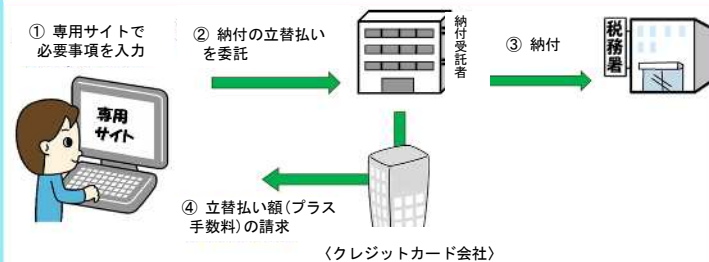 ① 専用サイトで
必要事項を入力
② 納付の立替払い
を委託
納付受託者
③ 納付
税務署
専用
サイト
④ 立替払い額(プラス
手数料)の請求
〈クレジットカード会社〉